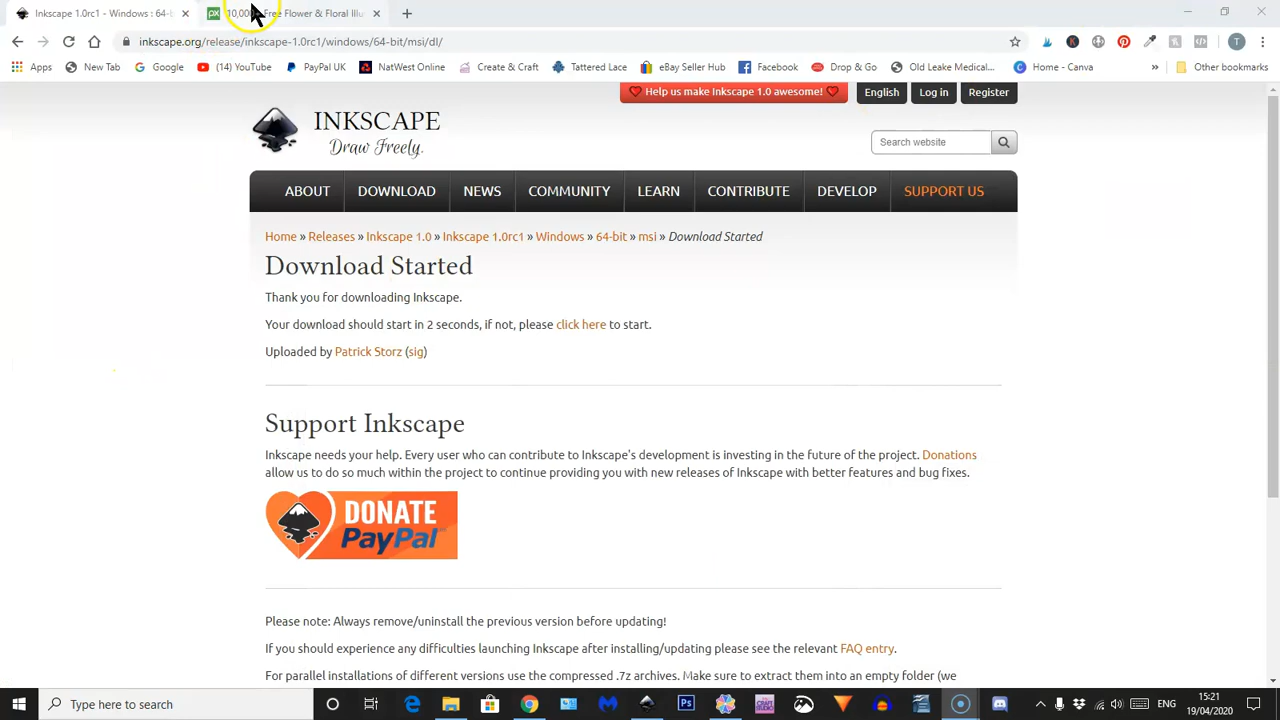 Inkscape 1.0rc1 - Windows : 64-b
10,000+ Free Flower & Floral Illus
inkscape.org/release/inkscape-1.0rc1/windows/64-bit/msi/dl/
T
Apps
New Tab
Google
(14) YouTube
PayPal UK
NatWest Online
Create & Craft
Tattered Lace
eBay Seller Hub
Facebook
Drop & Go
Old Leake Medical...
Home - Canva
»
Other bookmarks
Help us make Inkscape 1.0 awesome!
English
Log in
Register
INKSCAPE
Draw Freely.
Search website
ABOUT
DOWNLOAD
NEWS
COMMUNITY
LEARN
CONTRIBUTE
DEVELOP
SUPPORT US
Home » Releases » Inkscape 1.0 » Inkscape 1.0rc1 » Windows » 64-bit » msi » Download Started
Download Started
Thank you for downloading Inkscape.
Your download should start in 2 seconds, if not, please click here to start.
Uploaded by Patrick Storz (sig)
Support Inkscape
Inkscape needs your help. Every user who can contribute to Inkscape's development is investing in the future of the project. Donations
allow us to do so much within the project to continue providing you with new releases of Inkscape with better features and bug fixes.
DONATE
PayPal
Please note: Always remove/uninstall the previous version before updating!
If you should experience any difficulties launching Inkscape after installing/updating please see the relevant FAQ entry.
For parallel installations of different versions use the compressed .7z archives. Make sure to extract them into an empty folder (we
Type here to search
ENG
15:21
19/04/2020